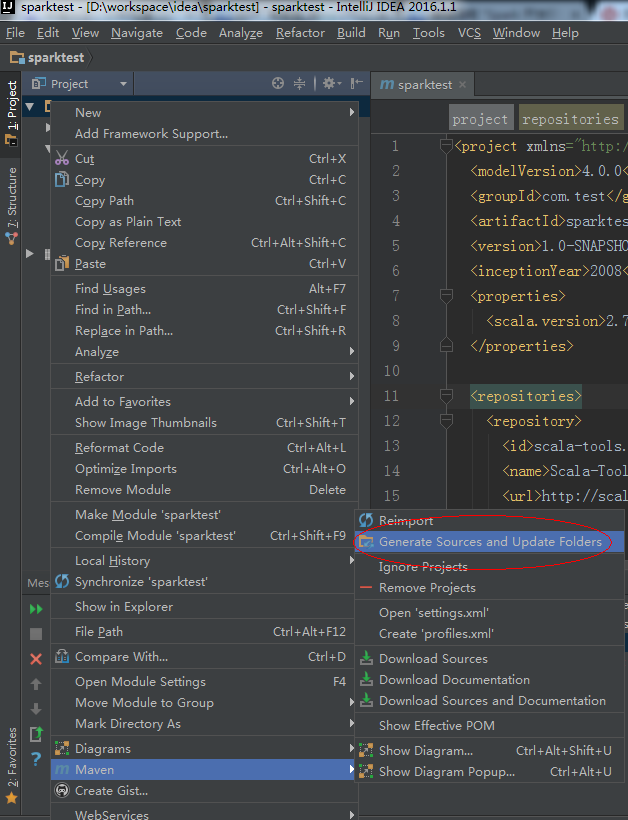 sparktest - [D:\workspace\idea\sparktest] - sparktest - IntelliJ IDEA 2016.1.1
File Edit View Navigate Code Analyze Refactor Build Run Tools VCS Window Help
sparktest
Project
sparktest
1: Project
7: Structure
2: Favorites
project repositories
New
Add Framework Support...
Cut Ctrl+X
Copy Ctrl+C
Copy Path Ctrl+Shift+C
Copy as Plain Text
Copy Reference Ctrl+Alt+Shift+C
Paste Ctrl+V
Find Usages Alt+F7
Find in Path... Ctrl+Shift+F
Replace in Path... Ctrl+Shift+R
Analyze
Refactor
Add to Favorites
Show Image Thumbnails Ctrl+Shift+T
Reformat Code Ctrl+Alt+L
Optimize Imports Ctrl+Alt+O
Remove Module Delete
Make Module 'sparktest'
Compile Module 'sparktest' Ctrl+Shift+F9
Local History
Synchronize 'sparktest'
Show in Explorer
File Path Ctrl+Alt+F12
Compare With... Ctrl+D
Open Module Settings F4
Move Module to Group
Mark Directory As
Diagrams
Maven
Create Gist...
WebServices
Mes
1 <project xmlns="http:/
2 <modelVersion>4.0.0<
3 <groupId>com.test</g
4 <artifactId>sparktes
5 <version>1.0-SNAPSHO
6 <inceptionYear>2008<
7 <properties>
8 <scala.version>2.7
9 </properties>
10
11 <repositories>
12 <repository>
13 <id>scala-tools.
14 <name>Scala-Tool
15 <url>http://scal
Reimport
Generate Sources and Update Folders
Ignore Projects
Remove Projects
Open 'settings.xml'
Create 'profiles.xml'
Download Sources
Download Documentation
Download Sources and Documentation
Show Effective POM
Show Diagram... Ctrl+Alt+Shift+U
Show Diagram Popup... Ctrl+Alt+U